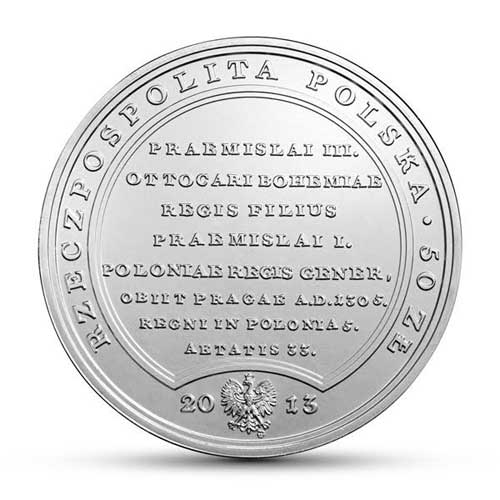 RZECZPOSPOLITA POLSKA · 50 ZŁ
PRAEMISLAI III.
OTTOCARI BOHEMIAE
REGIS FILIUS
PRAEMISLAI I.
POLONIAE REGIS GENER,
OBIIT PRAGAE A.D.1305.
REGNI IN POLONIA 5.
AETATIS 33.
20 13